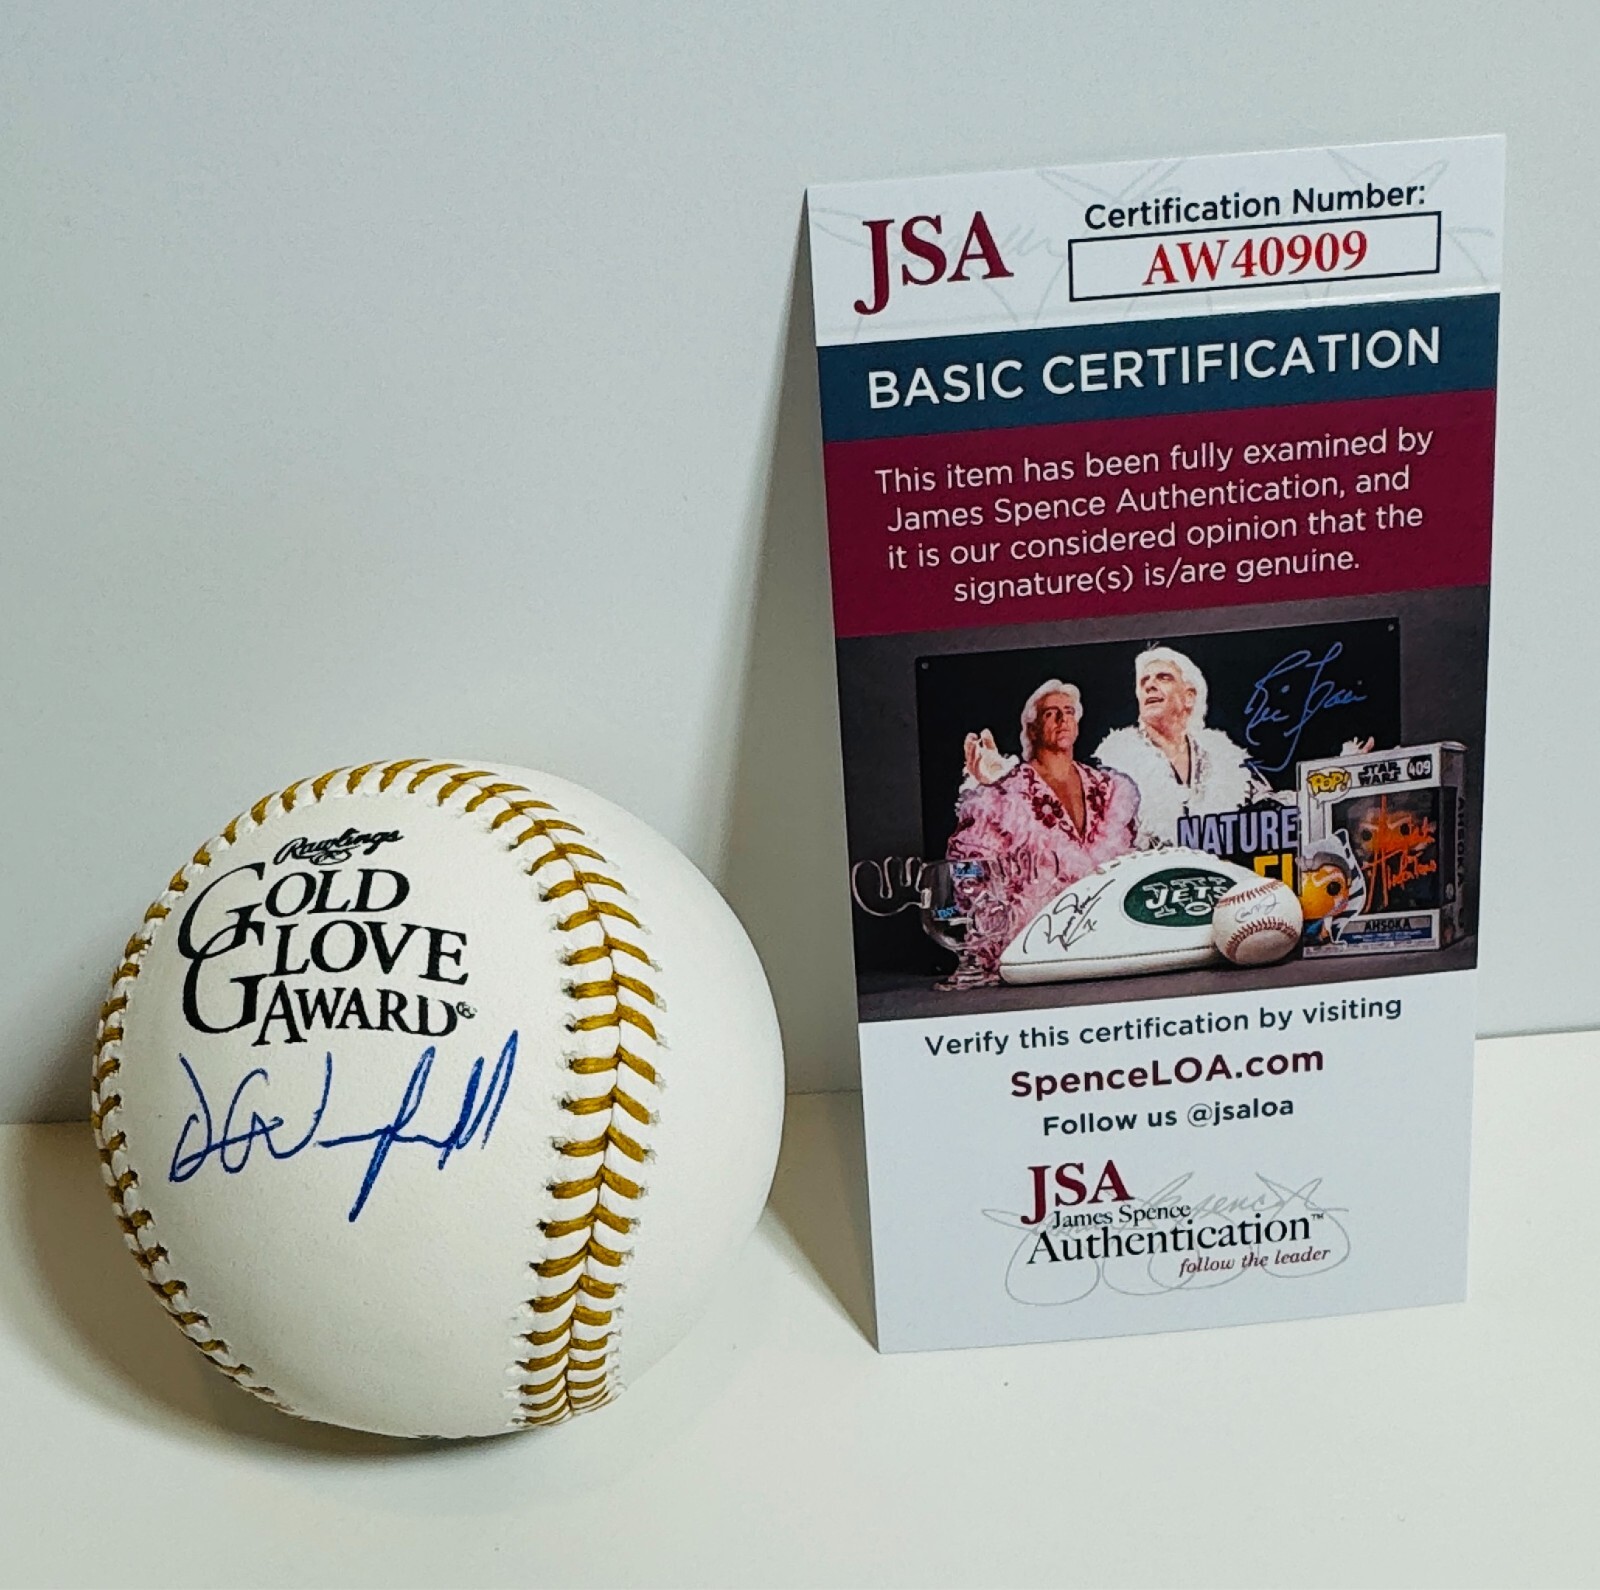 Rawlings
GOLD
GLOVE
AWARD®
JSA
Certification Number:
AW40909
BASIC CERTIFICATION
This item has been fully examined by
James Spence Authentication, and
it is our considered opinion that the
signature(s) is/are genuine.
POP!
STAR
WARS
409
NATURE
JETS
AHSOKA
Verify this certification by visiting
SpenceLOA.com
Follow us @jsaloa
JSA
James Spence
Authentication™
follow the leader